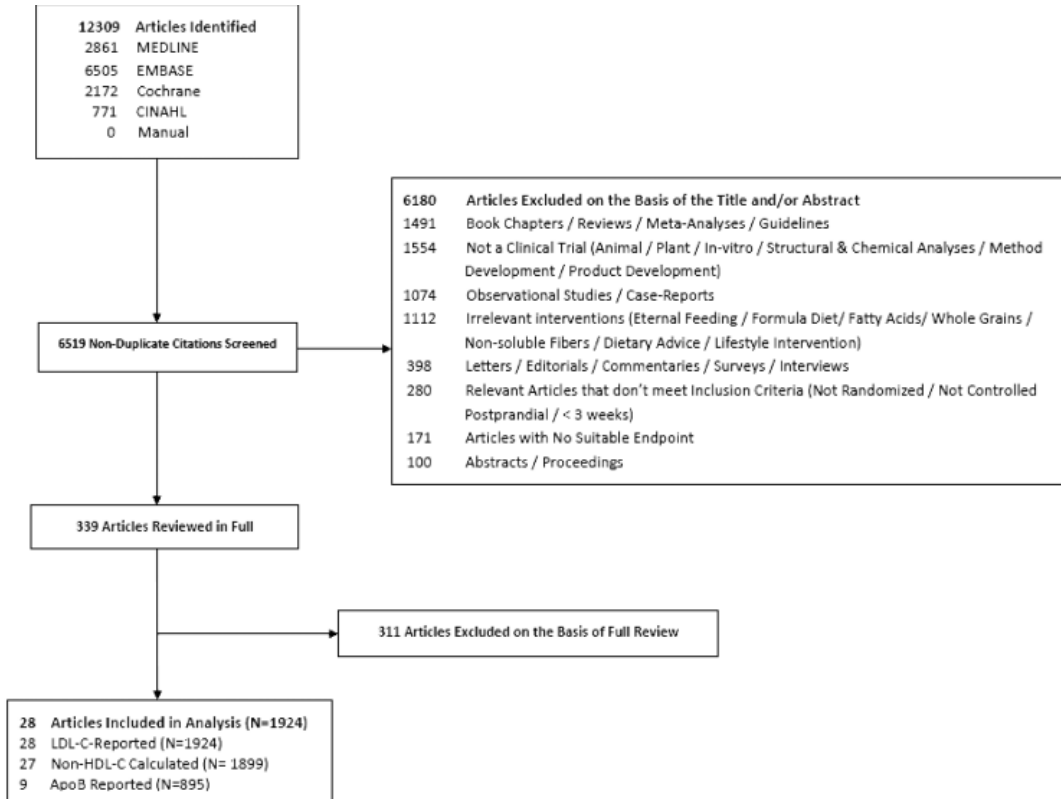 12309 Articles Identified
2861 MEDLINE
6505 EMBASE
2172 Cochrane
771 CINAHL
0 Manual
6180 Articles Excluded on the Basis of the Title and/or Abstract
1491 Book Chapters / Reviews / Meta-Analyses / Guidelines
1554 Not a Clinical Trial (Animal / Plant / In-vitro / Structural & Chemical Analyses / Method
Development / Product Development)
1074 Observational Studies / Case-Reports
1112 Irrelevant interventions (Eternal Feeding / Formula Diet/ Fatty Acids/ Whole Grains /
Non-soluble Fibers / Dietary Advice / Lifestyle Intervention)
398 Letters / Editorials / Commentaries / Surveys / Interviews
280 Relevant Articles that don't meet Inclusion Criteria (Not Randomized / Not Controlled
Postprandial / < 3 weeks)
171 Articles with No Suitable Endpoint
100 Abstracts / Proceedings
6519 Non-Duplicate Citations Screened
339 Articles Reviewed in Full
311 Articles Excluded on the Basis of Full Review
28 Articles Included in Analysis (N=1924)
28 LDL-C-Reported (N=1924)
27 Non-HDL-C Calculated (N= 1899)
9 ApoB Reported (N=895)